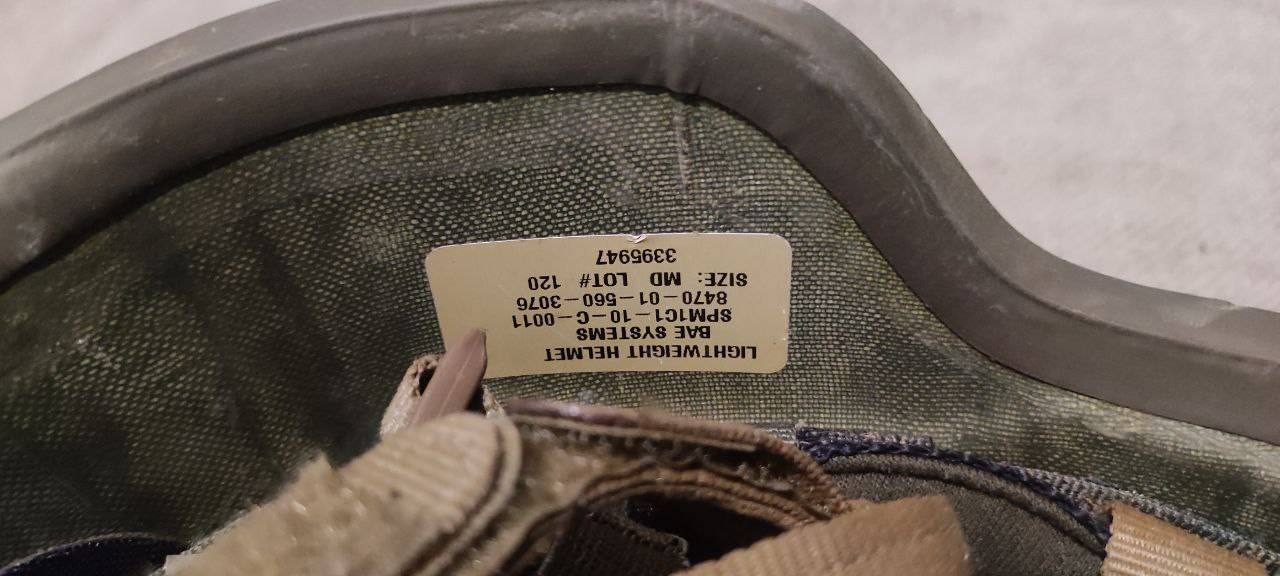 LIGHTWEIGHT HELMET
BAE SYSTEMS
SPM1C1-10-C-0011
8470-01-560-3076
SIZE: MD LOT# 120
3395947